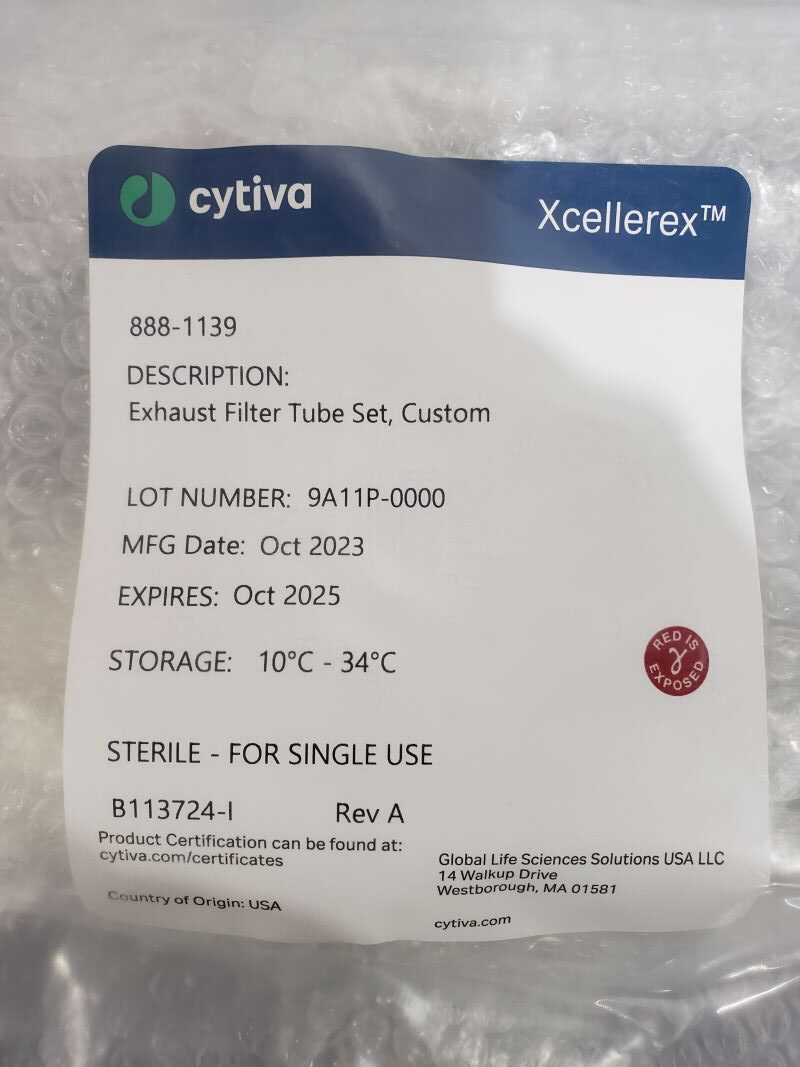 cytiva
Xcellerex™
888-1139
DESCRIPTION:
Exhaust Filter Tube Set, Custom
LOT NUMBER: 9A11P-0000
MFG Date: Oct 2023
EXPIRES: Oct 2025
STORAGE: 10°C - 34°C
RED IS
γ
EXPOSED
STERILE - FOR SINGLE USE
B113724-I Rev A
Product Certification can be found at:
cytiva.com/certificates
Country of Origin: USA
Global Life Sciences Solutions USA LLC
14 Walkup Drive
Westborough, MA 01581
cytiva.com